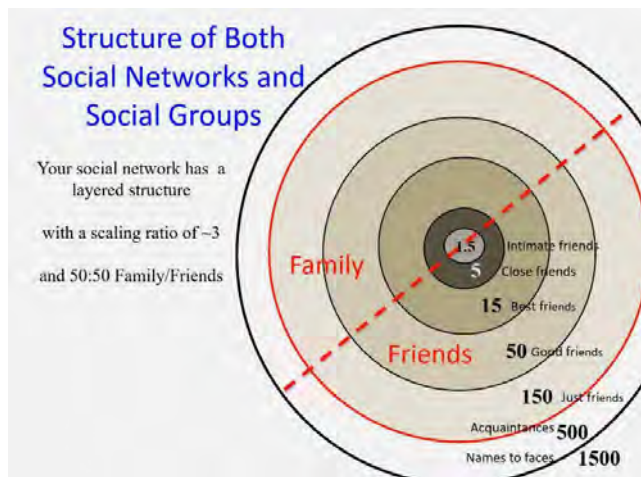 Structure of Both
Social Networks and
Social Groups
Your social network has a
layered structure
with a scaling ratio of ~3
and 50:50 Family/Friends
Family
Friends
1.5 Intimate friends
5 Close friends
15 Best friends
50 Good friends
150 Just friends
Acquaintances 500
Names to faces 1500